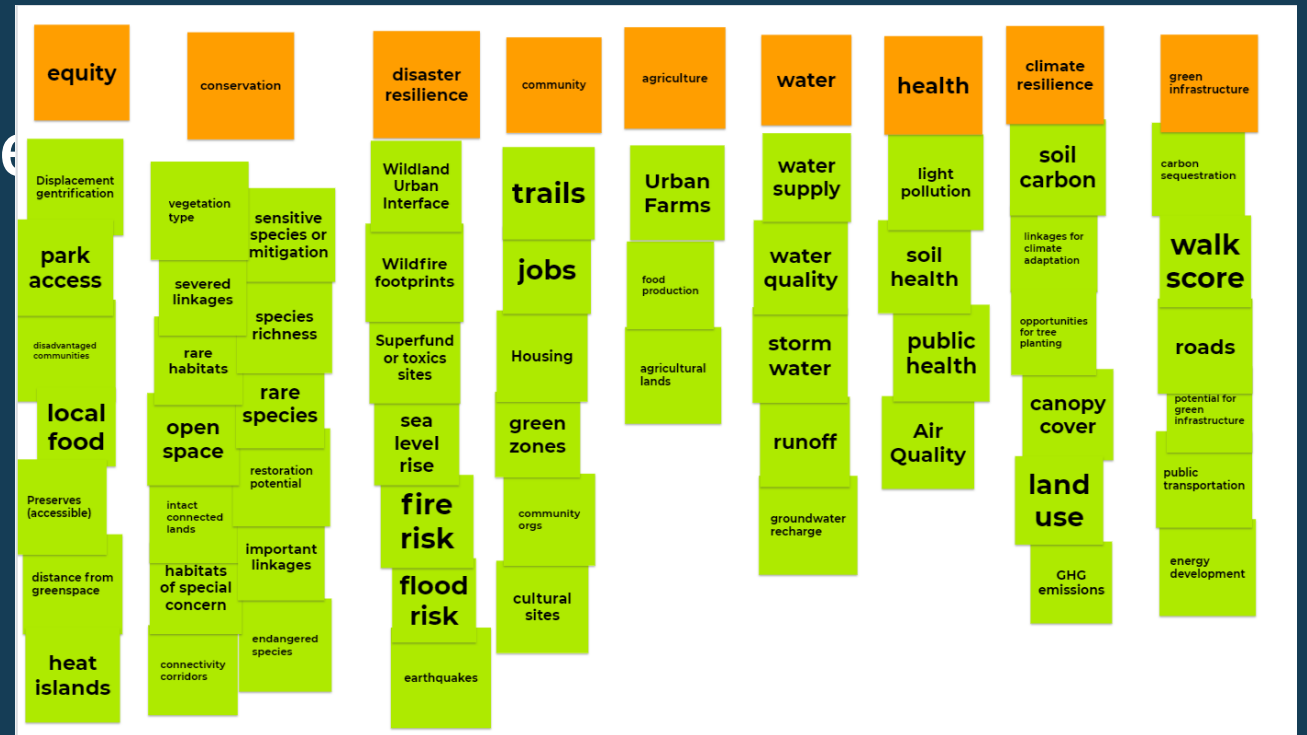 equity
Displacement
gentrification
park
access
disadvantaged
communities
local
food
Preserves
(accessible)
distance from
greenspace
heat
islands
conservation
vegetation
type
severed
linkages
rare
habitats
open
space
intact
connected
lands
habitats
of special
concern
connectivity
corridors
sensitive
species or
mitigation
species
richness
rare
species
restoration
potential
important
linkages
endangered
species
disaster
resilience
Wildland
Urban
Interface
Wildfire
footprints
Superfund
or toxics
sites
sea
level
rise
fire
risk
flood
risk
earthquakes
community
trails
jobs
Housing
green
zones
community
orgs
cultural
sites
agriculture
Urban
Farms
food
production
agricultural
lands
water
water
supply
water
quality
storm
water
runoff
groundwater
recharge
health
light
pollution
soil
health
public
health
Air
Quality
climate
resilience
soil
carbon
linkages for
climate
adaptation
opportunities
for tree
planting
canopy
cover
land
use
GHG
emissions
green
infrastructure
carbon
sequestration
walk
score
roads
potential for
green
infrastructure
public
transportation
energy
development